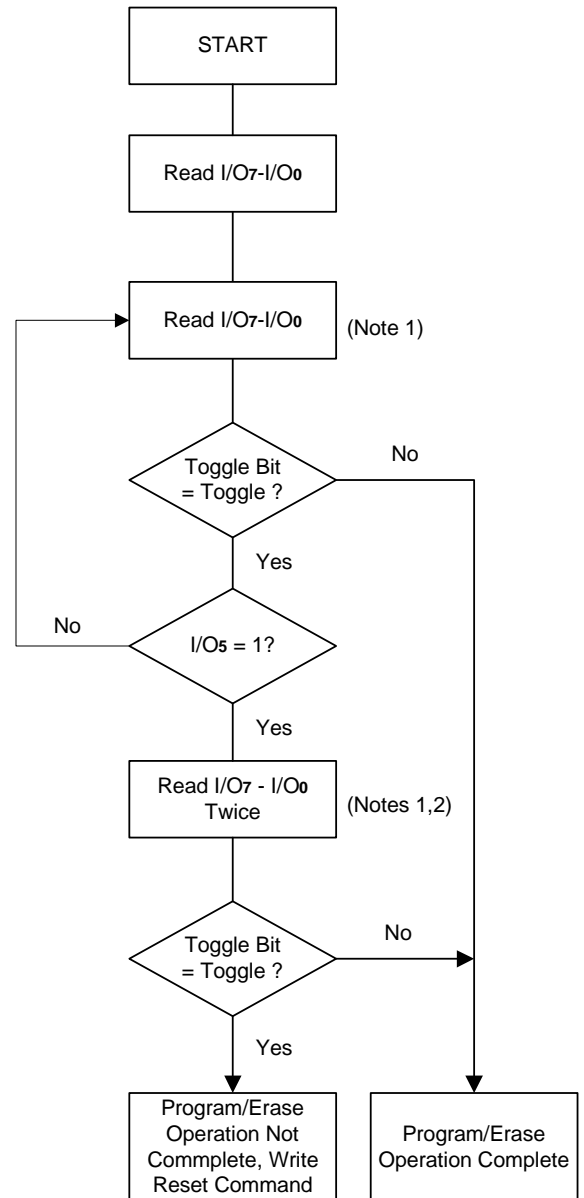 START
Read I/O7-I/O0
Read I/O7-I/O0
(Note 1)
Toggle Bit
= Toggle ?
No
Yes
I/O5 = 1?
No
Yes
Read I/O7 - I/O0
Twice
(Notes 1,2)
Toggle Bit
= Toggle ?
No
Yes
Program/Erase
Operation Not
Commplete, Write
Reset Command
Program/Erase
Operation Complete